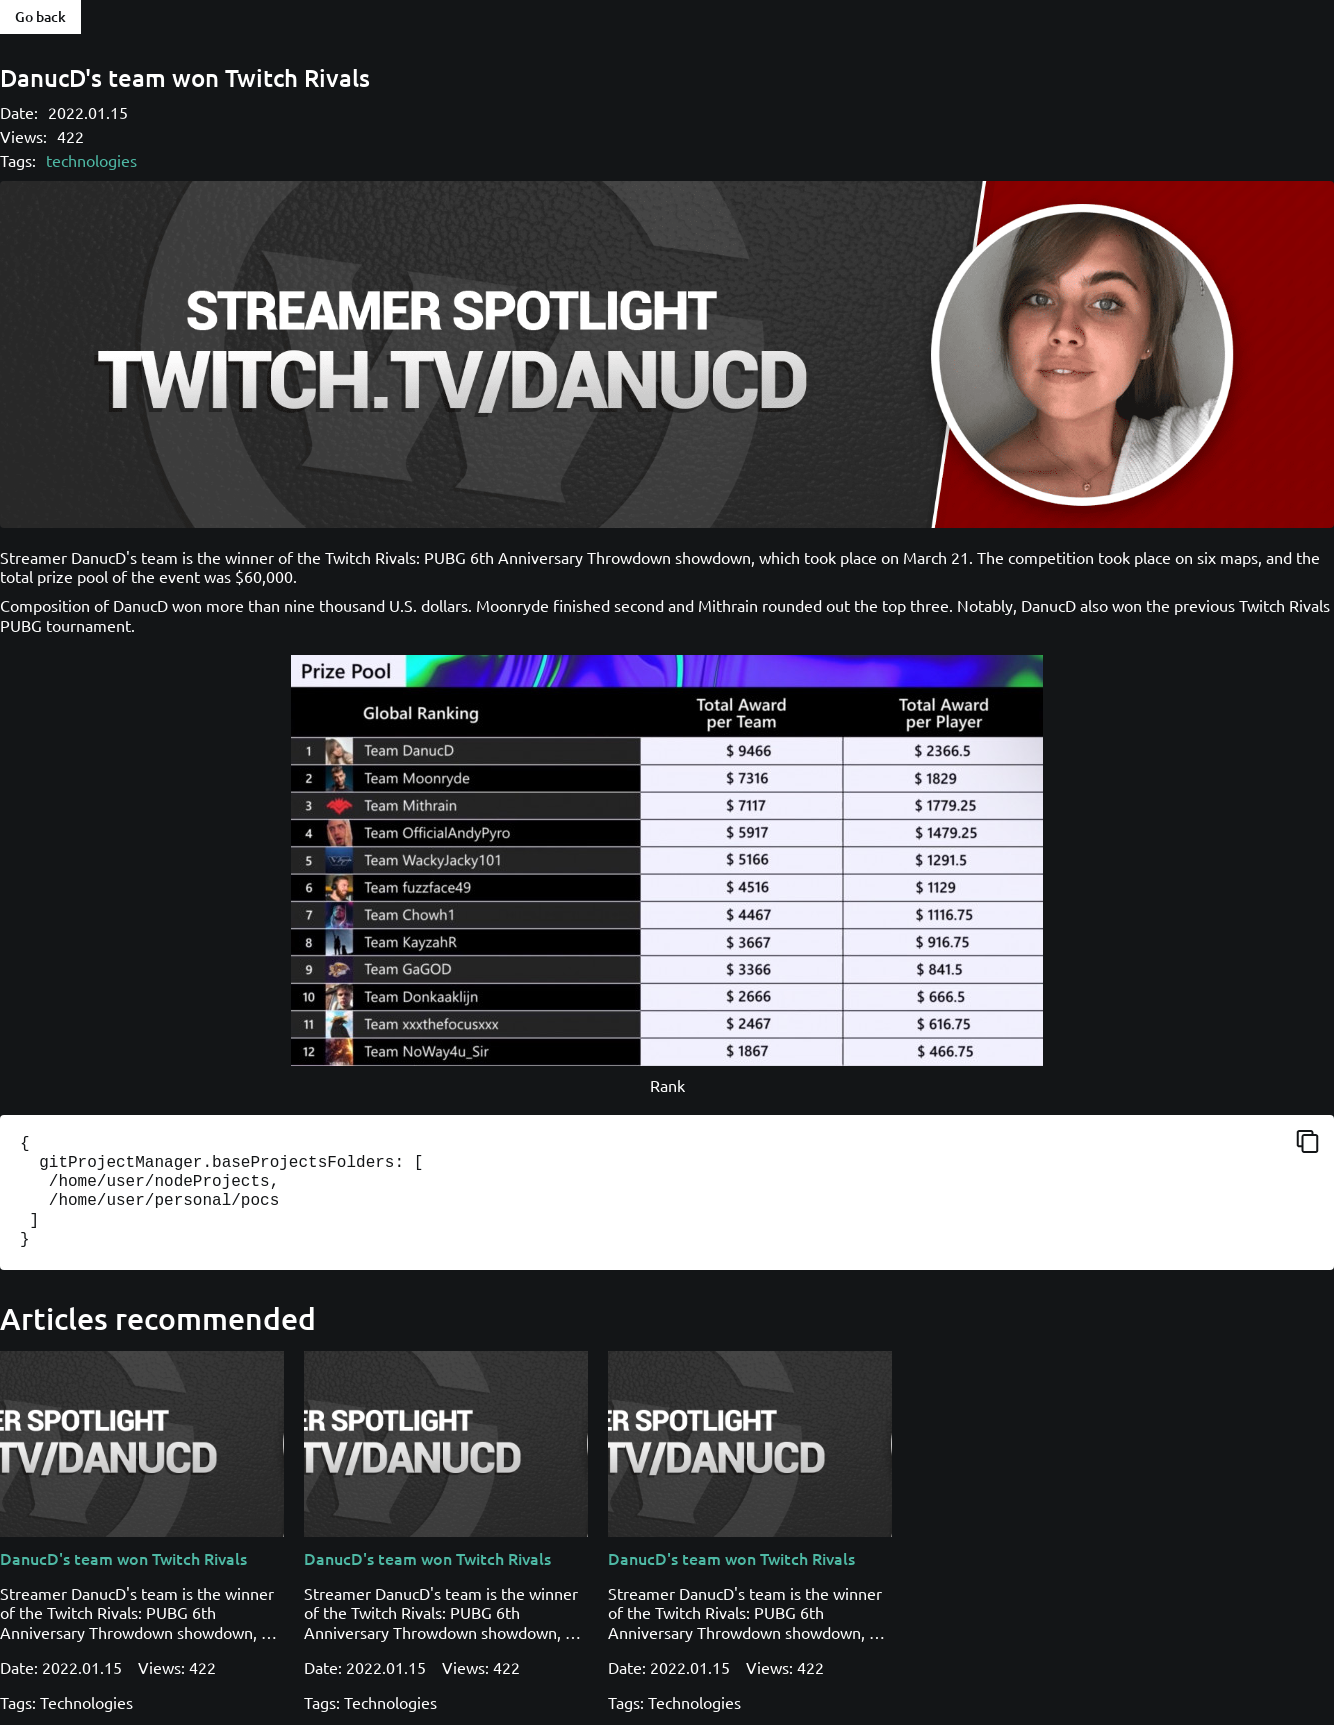 Go back
DanucD's team won Twitch Rivals
Date: 2022.01.15
Views: 422
Tags: technologies
STREAMER SPOTLIGHT
TWITCH.TV/DANUCD
Streamer DanucD's team is the winner of the Twitch Rivals: PUBG 6th Anniversary Throwdown showdown, which took place on March 21. The competition took place on six maps, and the
total prize pool of the event was $60,000.
Composition of DanucD won more than nine thousand U.S. dollars. Moonryde finished second and Mithrain rounded out the top three. Notably, DanucD also won the previous Twitch Rivals
PUBG tournament.
Prize Pool
Global Ranking Total Award per Team Total Award per Player
1 Team DanucD $ 9466 $ 2366.5
2 Team Moonryde $ 7316 $ 1829
3 Team Mithrain $ 7117 $ 1779.25
4 Team OfficialAndyPyro $ 5917 $ 1479.25
5 Team WackyJacky101 $ 5166 $ 1291.5
6 Team fuzzface49 $ 4516 $ 1129
7 Team Chowh1 $ 4467 $ 1116.75
8 Team KayzahR $ 3667 $ 916.75
9 Team GaGOD $ 3366 $ 841.5
10 Team Donkaaklijn $ 2666 $ 666.5
11 Team xxxthefocusxxx $ 2467 $ 616.75
12 Team NoWay4u_Sir $ 1867 $ 466.75
Rank
{
  gitProjectManager.baseProjectsFolders: [
   /home/user/nodeProjects,
   /home/user/personal/pocs
 ]
}
Articles recommended
ER SPOTLIGHT
TV/DANUCD
DanucD's team won Twitch Rivals
Streamer DanucD's team is the winner
of the Twitch Rivals: PUBG 6th
Anniversary Throwdown showdown, …
Date: 2022.01.15 Views: 422
Tags: Technologies
ER SPOTLIGHT
TV/DANUCD
DanucD's team won Twitch Rivals
Streamer DanucD's team is the winner
of the Twitch Rivals: PUBG 6th
Anniversary Throwdown showdown, …
Date: 2022.01.15 Views: 422
Tags: Technologies
ER SPOTLIGHT
TV/DANUCD
DanucD's team won Twitch Rivals
Streamer DanucD's team is the winner
of the Twitch Rivals: PUBG 6th
Anniversary Throwdown showdown, …
Date: 2022.01.15 Views: 422
Tags: Technologies